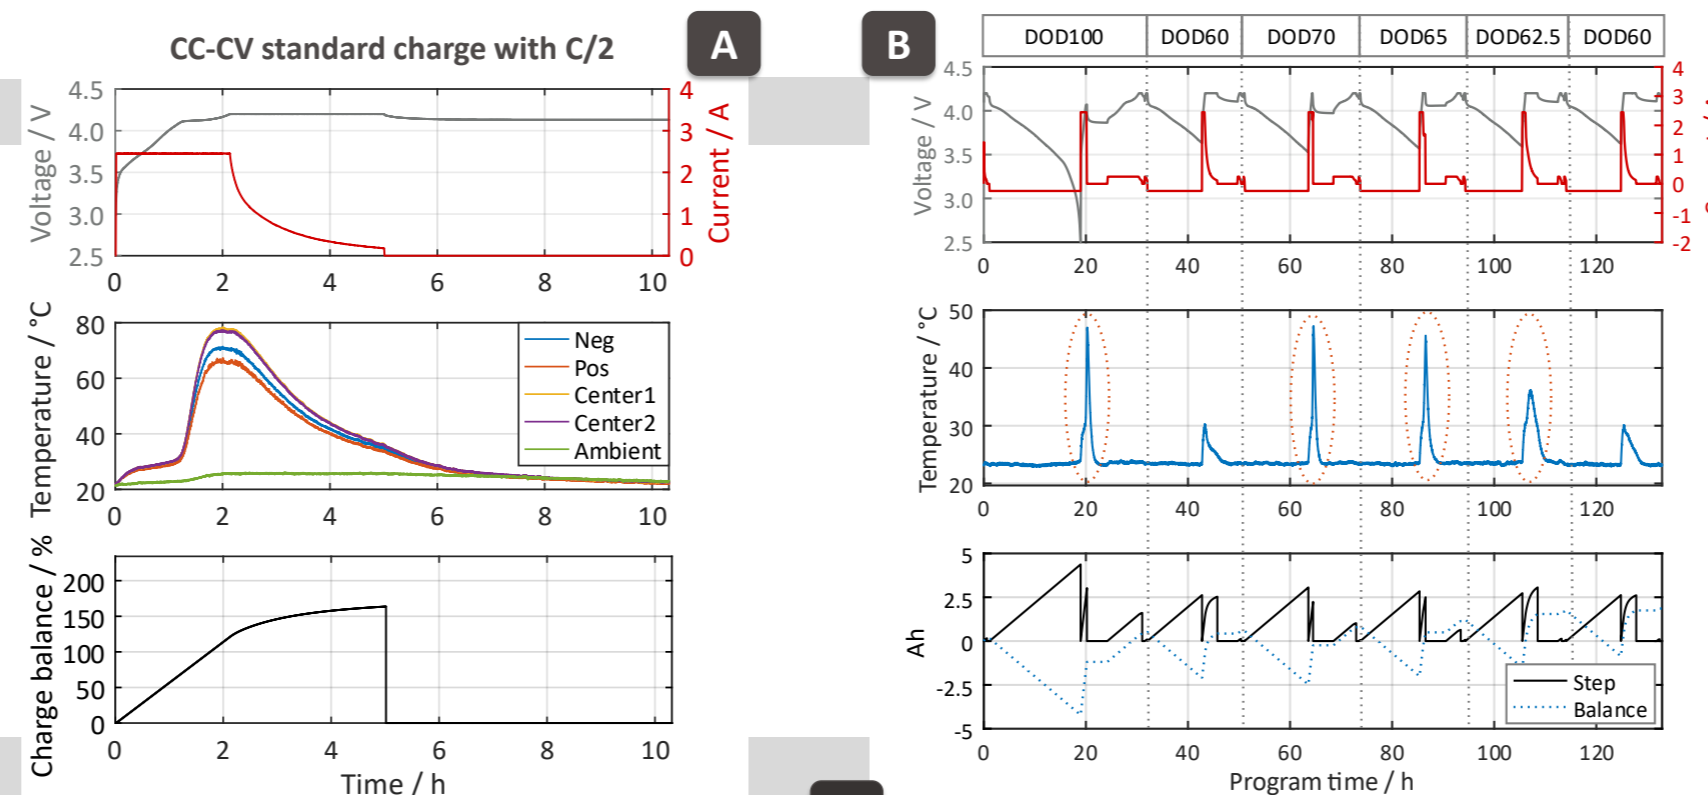 CC-CV standard charge with C/2
A
4.5
4.0
3.5
3.0
2.5
Voltage / V
4
3
2
1
0
Current / A
0 2 4 6 8 10
80
60
40
20
Temperature / °C
Neg
Pos
Center1
Center2
Ambient
0 2 4 6 8 10
200
150
100
50
0
Charge balance / %
0 2 4 6 8 10
Time / h
B
DOD100 DOD60 DOD70 DOD65 DOD62.5 DOD60
4.5
4.0
3.5
3.0
2.5
Voltage / V
4
3
2
1
0
-1
-2
0 20 40 60 80 100 120
50
40
30
20
Temperature / °C
0 20 40 60 80 100 120
5
2.5
0
-2.5
-5
Ah
Step
Balance
0 20 40 60 80 100 120
Program time / h